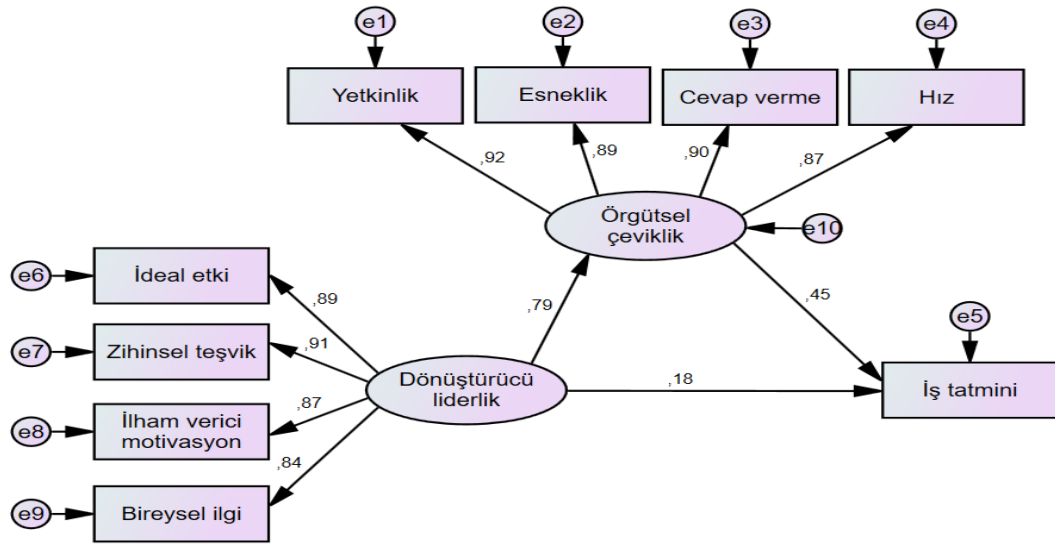 e1
e2
e3
e4
Yetkinlik
Esneklik
Cevap verme
Hız
,92
,89
,90
,87
Örgütsel
çeviklik
e10
e6
İdeal etki
,89
,79
,45
e5
e7
Zihinsel teşvik
,91
Dönüştürücü
liderlik
,18
İş tatmini
e8
İlham verici
motivasyon
,87
,84
e9
Bireysel ilgi